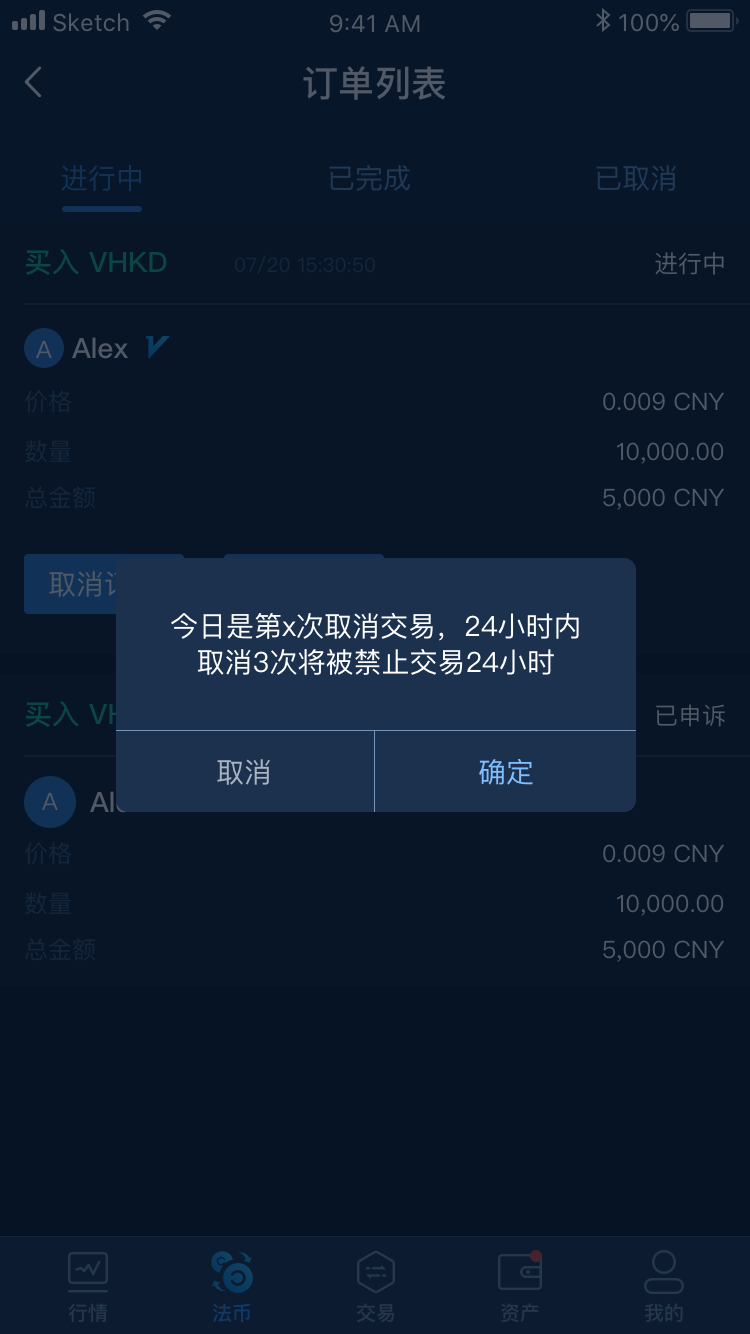 Sketch 9:41 AM 100%
订单列表
进行中 已完成 已取消
买入 VHKD 07/20 15:30:50 进行中
A Alex
价格 0.009 CNY
数量 10,000.00
总金额 5,000 CNY
取消
今日是第x次取消交易，24小时内
取消3次将被禁止交易24小时
买入 VH 已申诉
取消 确定
A Al
价格 0.009 CNY
数量 10,000.00
总金额 5,000 CNY
行情 法币 交易 资产 我的